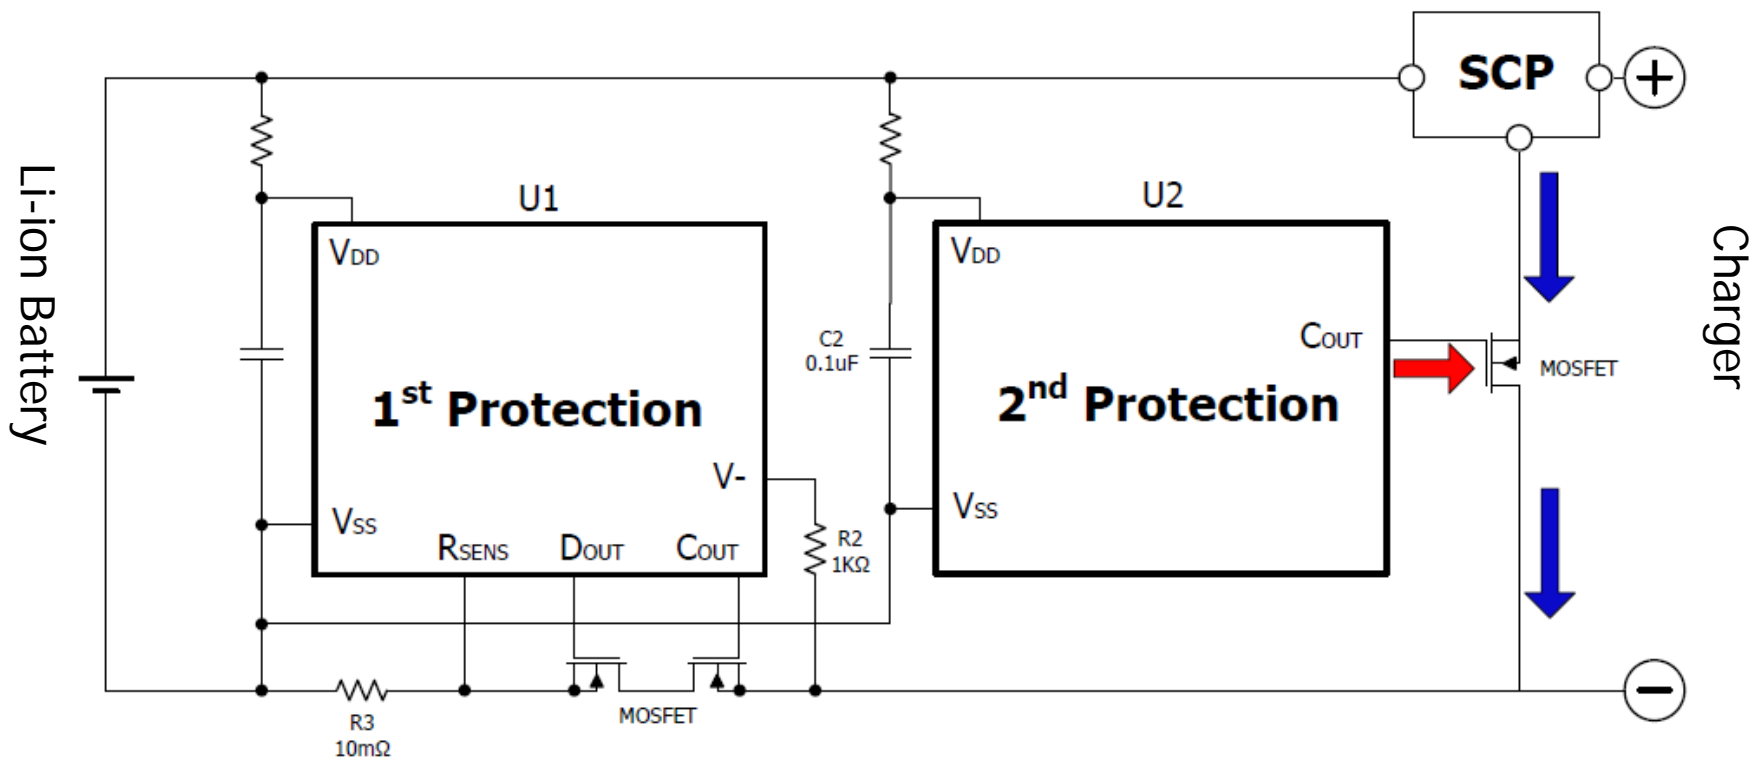 SCP
+
Li-ion Battery
U1
U2
Charger
VDD
VDD
C2
0.1uF
COUT
MOSFET
1st Protection
2nd Protection
V-
VSS
VSS
RSENS
DOUT
COUT
R2
1KΩ
−
R3
10mΩ
MOSFET